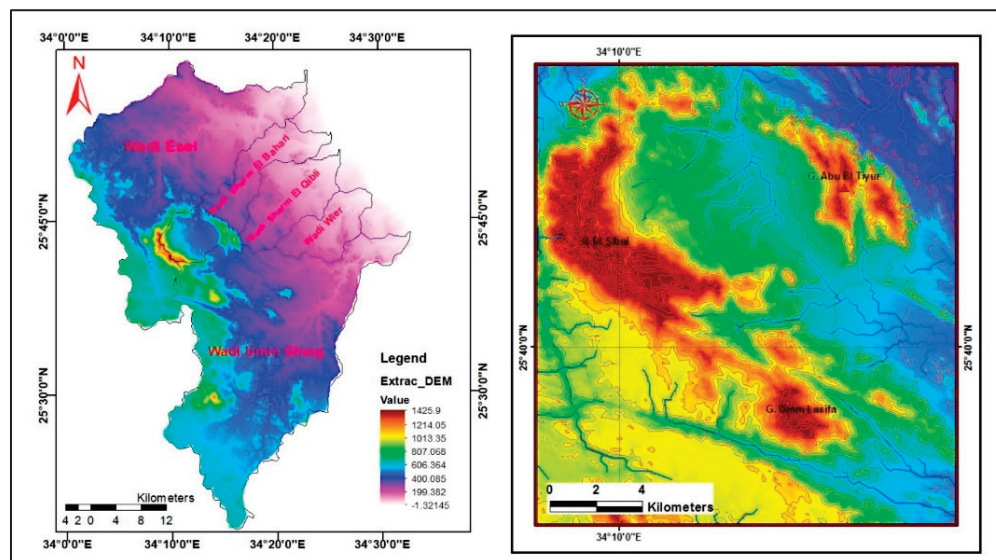 34°0'0"E 34°10'0"E 34°20'0"E 34°30'0"E
N
25°45'0"N
25°30'0"N
25°45'0"N
25°30'0"N
Wadi Esel
Wadi Sharm El Bahari
Wadi Sharm El Qibli
Wadi Wier
Wadi Umm Gheg
Legend
Extrac_DEM
Value
1425.9
1214.05
1013.35
807.068
606.364
400.085
199.382
-1.32145
Kilometers
4 2 0 4 8 12
34°0'0"E 34°10'0"E 34°20'0"E 34°30'0"E
34°10'0"E
25°40'0"N
25°40'0"N
G. Abu El Tiyur
G. El Sibai
G. Umm Lasifa
0 2 4
Kilometers
34°10'0"E